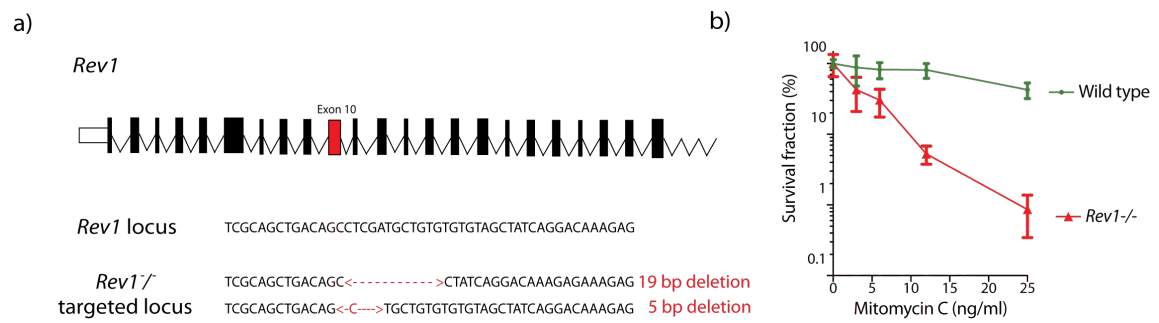 a)
Rev1
Exon 10
Rev1 locus
TCGCAGCTGACAGCCTCGATGCTGTGTGTGTAGCTATCAGGACAAAGAG
Rev1-/-
targeted locus
TCGCAGCTGACAGC<----------->CTATCAGGACAAAGAGAAAGAG 19 bp deletion
TCGCAGCTGACAG<-C---->TGCTGTGTGTGTAGCTATCAGGACAAAGAG 5 bp deletion
b)
Survival fraction (%)
100
10
1
0.1
0 5 10 15 20 25
Mitomycin C (ng/ml)
Wild type
Rev1-/-